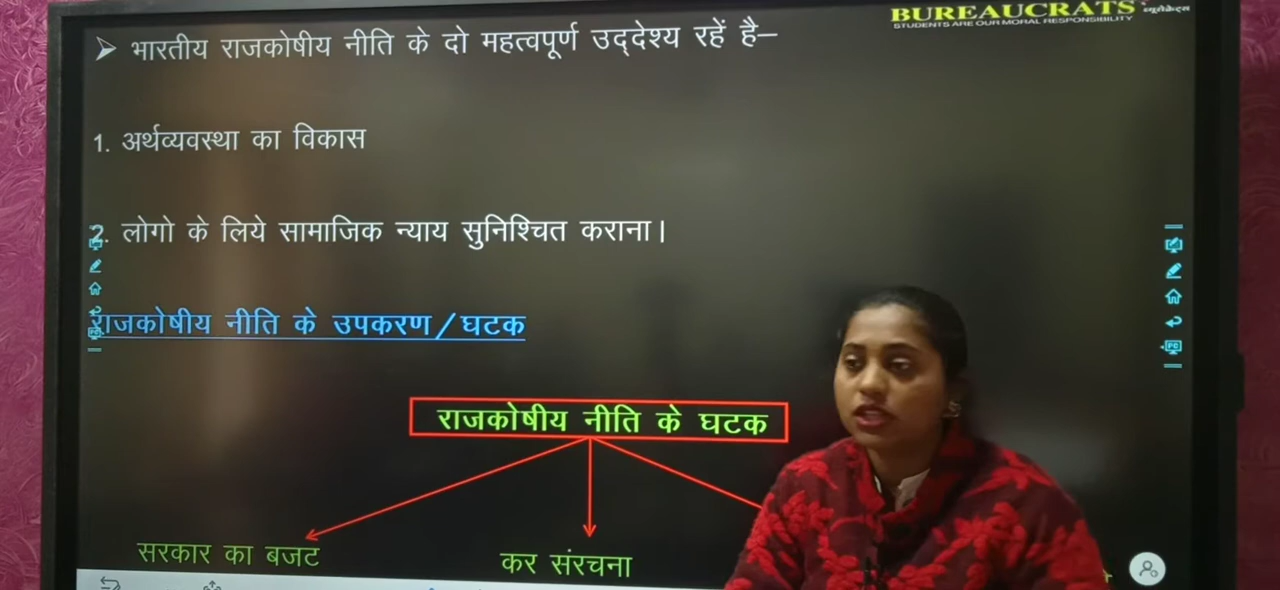 BUREAUCRATS ब्यूरोक्रेट्स
STUDENTS ARE OUR MORAL RESPONSIBILITY
➤ भारतीय राजकोषीय नीति के दो महत्वपूर्ण उद्देश्य रहें है–
1. अर्थव्यवस्था का विकास
2. लोगो के लिये सामाजिक न्याय सुनिश्चित कराना।
राजकोषीय नीति के उपकरण/घटक
राजकोषीय नीति के घटक
सरकार का बजट
कर संरचना